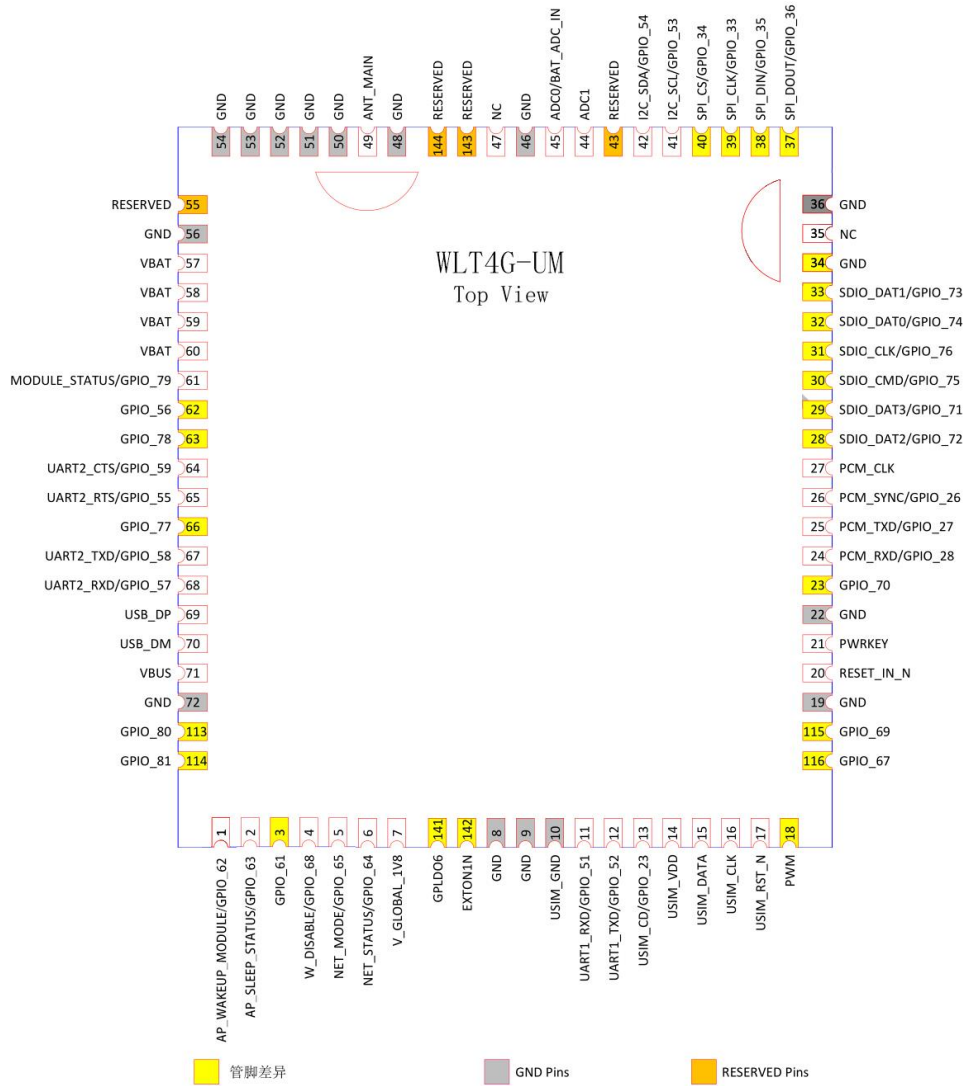 GND
GND
GND
GND
GND
ANT_MAIN
GND
RESERVED
RESERVED
NC
GND
ADC0/BAT_ADC_IN
ADC1
RESERVED
I2C_SDA/GPIO_54
I2C_SCL/GPIO_53
SPI_CS/GPIO_34
SPI_CLK/GPIO_33
SPI_DIN/GPIO_35
SPI_DOUT/GPIO_36
54
53
52
51
50
49
48
144
143
47
46
45
44
43
42
41
40
39
38
37
WLT4G-UM
Top View
RESERVED 55
GND 56
VBAT 57
VBAT 58
VBAT 59
VBAT 60
MODULE_STATUS/GPIO_79 61
GPIO_56 62
GPIO_78 63
UART2_CTS/GPIO_59 64
UART2_RTS/GPIO_55 65
GPIO_77 66
UART2_TXD/GPIO_58 67
UART2_RXD/GPIO_57 68
USB_DP 69
USB_DM 70
VBUS 71
GND 72
GPIO_80 113
GPIO_81 114
36 GND
35 NC
34 GND
33 SDIO_DAT1/GPIO_73
32 SDIO_DAT0/GPIO_74
31 SDIO_CLK/GPIO_76
30 SDIO_CMD/GPIO_75
29 SDIO_DAT3/GPIO_71
28 SDIO_DAT2/GPIO_72
27 PCM_CLK
26 PCM_SYNC/GPIO_26
25 PCM_TXD/GPIO_27
24 PCM_RXD/GPIO_28
23 GPIO_70
22 GND
21 PWRKEY
20 RESET_IN_N
19 GND
115 GPIO_69
116 GPIO_67
1
2
3
4
5
6
7
141
142
8
9
10
11
12
13
14
15
16
17
18
AP_WAKEUP_MODULE/GPIO_62
AP_SLEEP_STATUS/GPIO_63
GPIO_61
W_DISABLE/GPIO_68
NET_MODE/GPIO_65
NET_STATUS/GPIO_64
V_GLOBAL_1V8
GPLDO6
EXTON1N
GND
GND
USIM_GND
UART1_RXD/GPIO_51
UART1_TXD/GPIO_52
USIM_CD/GPIO_23
USIM_VDD
USIM_DATA
USIM_CLK
USIM_RST_N
PWM
管脚差异
GND Pins
RESERVED Pins